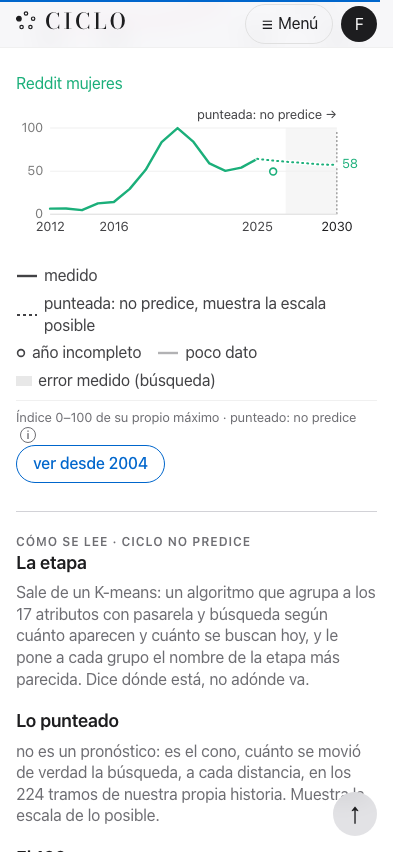 CICLO
≡ Menú
F
Reddit mujeres
punteada: no predice →
100
50
0
58
2012 2016 2025 2030
medido
punteada: no predice, muestra la escala
posible
año incompleto
poco dato
error medido (búsqueda)
Índice 0–100 de su propio máximo · punteado: no predice
ⓘ
ver desde 2004
CÓMO SE LEE · CICLO NO PREDICE
La etapa
Sale de un K-means: un algoritmo que agrupa a los
17 atributos con pasarela y búsqueda según
cuánto aparecen y cuánto se buscan hoy, y le
pone a cada grupo el nombre de la etapa más
parecida. Dice dónde está, no adónde va.
Lo punteado
no es un pronóstico: es el cono, cuánto se movió
de verdad la búsqueda, a cada distancia, en los
224 tramos de nuestra propia historia. Muestra la
escala de lo posible.
↑